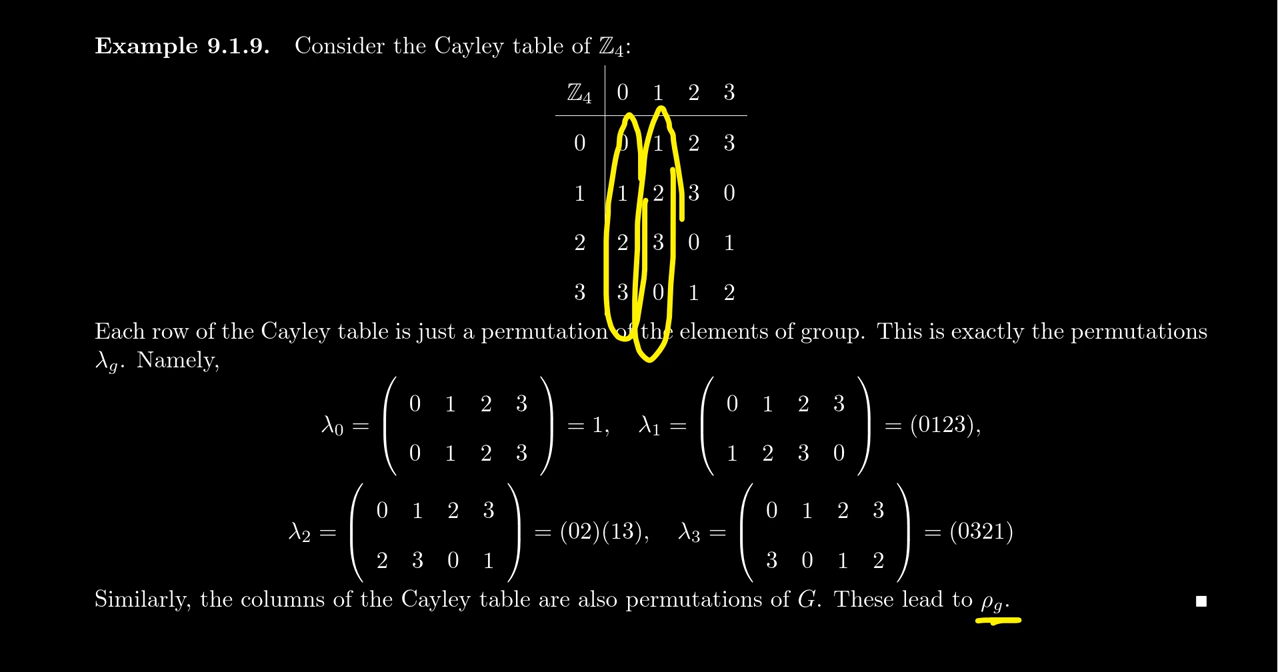 Example 9.1.9. Consider the Cayley table of ℤ₄:
ℤ₄ 0 1 2 3
0 0 1 2 3
1 1 2 3 0
2 2 3 0 1
3 3 0 1 2
Each row of the Cayley table is just a permutation of the elements of group. This is exactly the permutations
λ_g. Namely,
λ₀ = ( 0 1 2 3 / 0 1 2 3 ) = 1, λ₁ = ( 0 1 2 3 / 1 2 3 0 ) = (0123),
λ₂ = ( 0 1 2 3 / 2 3 0 1 ) = (02)(13), λ₃ = ( 0 1 2 3 / 3 0 1 2 ) = (0321)
Similarly, the columns of the Cayley table are also permutations of G. These lead to ρ_g. ■